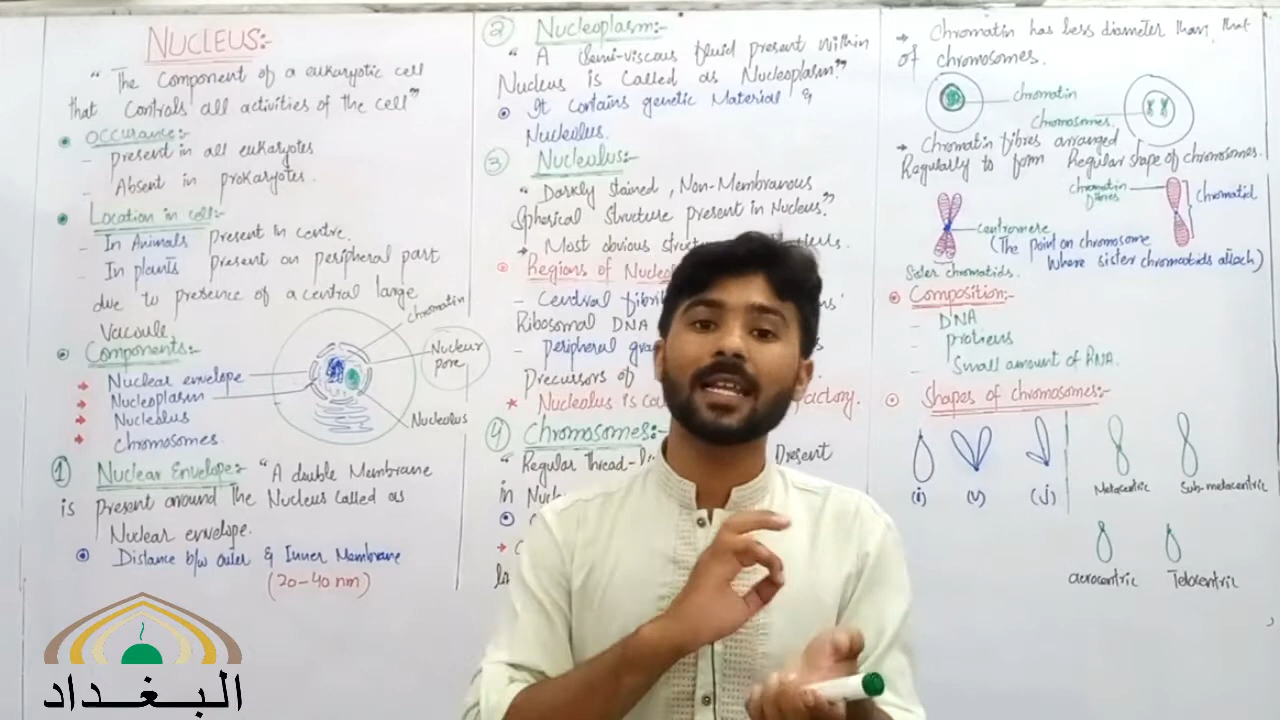 NUCLEUS:-
"The Component of a eukaryotic cell
that Controls all activities of the cell"
Occurance:-
- present in all eukaryotes
- Absent in prokaryotes.
Location in cell:-
- In Animals present in centre.
- In plants present on peripheral part
due to presence of a central large
Vacoule.
Components:-
Nuclear envelope
Nucleoplasm
Nucleolus
Chromosomes.
chromatin
Nuclear
pore
Nucleolus
1 Nuclear Envelope:- "A double Membrane
is present around the Nucleus called as
Nuclear envelope.
Distance b/w outer & Inner Membrane
(20-40 nm)
البغداد
2 Nucleoplasm:-
" A Semi-viscous fluid present within
Nucleus is Called as Nucleoplasm."
It Contains genetic Material &
Nucleolus.
3 Nucleulus:-
" Darkly stained, Non-Membranous
Spherical Structure present in Nucleus."
→ Most obvious
Regions of
- Central
Ribosomal DNA
- peripheral
Precursors of
* Nucleolus is factory.
4 Chromosomes:-
"Regular Thread- Present
in
→ Chromatin has less diameter than that
of chromosomes.
chromatin
Chromosomes.
→ Chromatin fibres arranged
Regularly to form Regular shape of chromosomes.
chromatin
fibres
Chromatid
centromere
(The point on chromosome
Where sister chromatids attach)
Sister chromatids.
Composition:-
- DNA
- proteins
- Small amount of RNA.
Shapes of chromosomes:-
(i) (v) (j)
Metacentric Sub-metacentric
acrocentric Telocentric